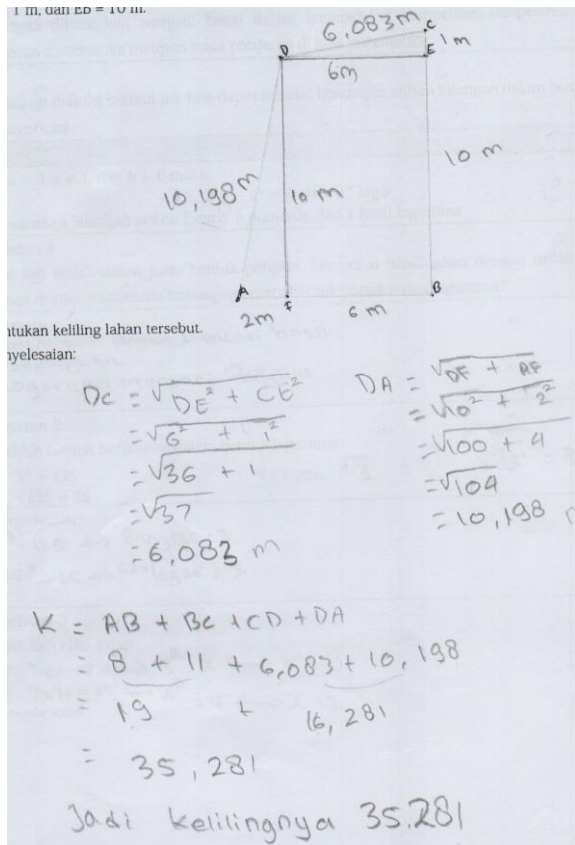 1 m, dan EB = 10 m.
6,083 m
C
1 m
D
E
6m
10 m
10,198 m
10 m
A
F
B
2m
6 m
ntukan keliling lahan tersebut.
nyelesaian:
DC = √DE² + CE²
= √6² + 1²
= √36 + 1
= √37
= 6.083 m
DA = √DF + AF
= √10² + 2²
= √100 + 4
= √104
= 10,198
K = AB + BC + CD + DA
= 8 + 11 + 6,083 + 10,198
= 19 + 16,281
= 35,281
Jadi kelilingnya 35.281